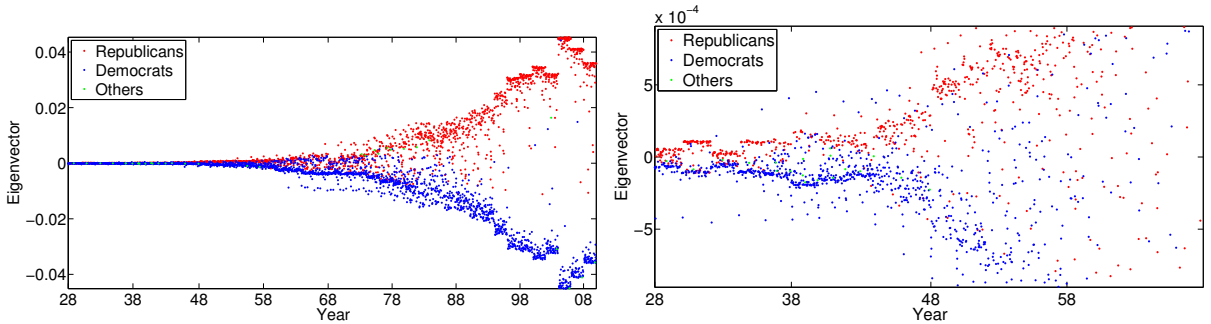 0.04
0.02
0
−0.02
−0.04
Eigenvector
Republicans
Democrats
Others
28 38 48 58 68 78 88 98 08
Year
x 10⁻⁴
5
0
−5
Eigenvector
Republicans
Democrats
Others
28 38 48 58
Year